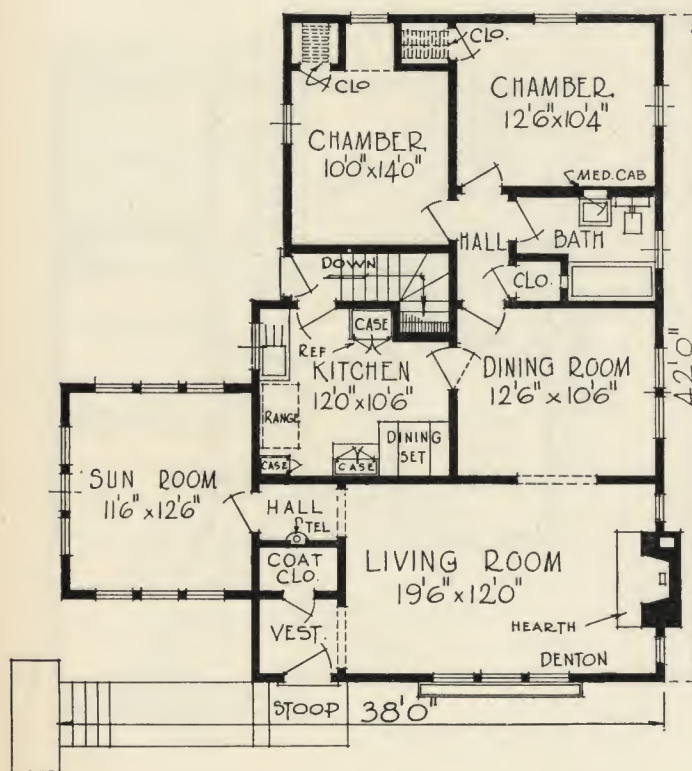 CLO.
CLO
CHAMBER
12'6"x10'4"
CHAMBER
10'0"x14'0"
MED. CAB
HALL
BATH
DOWN
CLO.
CASE
REF
KITCHEN
12'0"x10'6"
DINING ROOM
12'6"x10'6"
42'0"
RANGE
DINING
SET
CASE
CASE
SUN ROOM
11'6"x12'6"
HALL
TEL
COAT
CLO.
LIVING ROOM
19'6"x12'0"
VEST.
HEARTH
DENTON
STOOP
38'0"